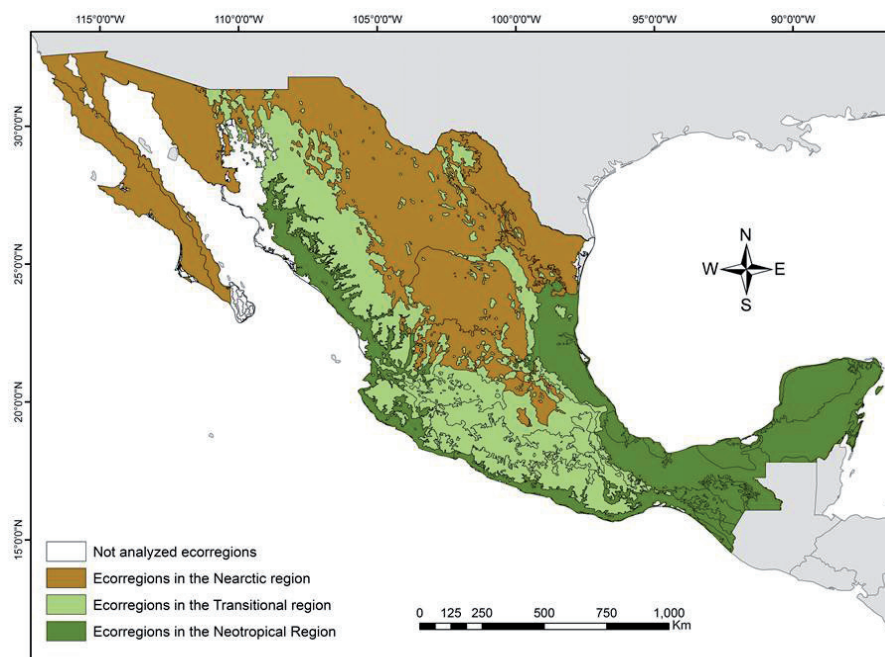 115°0'0"W 110°0'0"W 105°0'0"W 100°0'0"W 95°0'0"W 90°0'0"W
30°0'0"N
25°0'0"N
20°0'0"N
15°0'0"N
N
W E
S
Not analyzed ecorregions
Ecorregions in the Nearctic region
Ecorregions in the Transitional region
Ecorregions in the Neotropical Region
0 125 250 500 750 1,000
Km